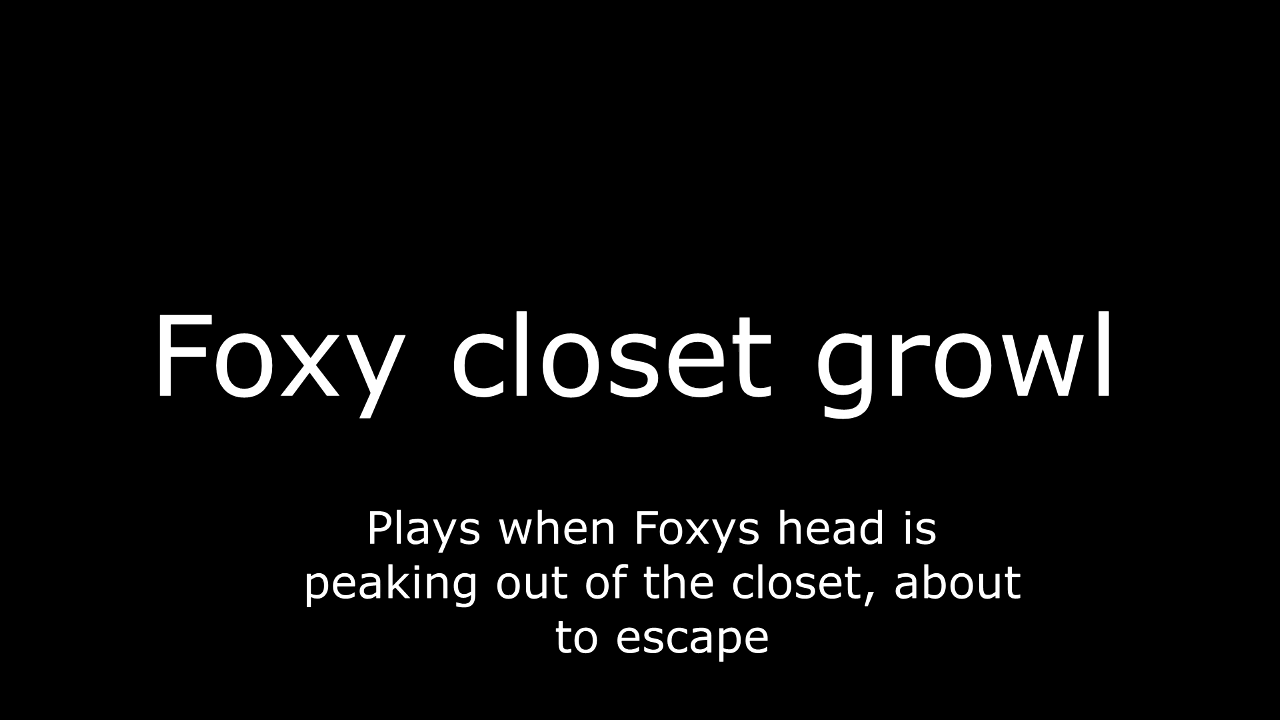 Foxy closet growl
Plays when Foxys head is
peaking out of the closet, about
to escape